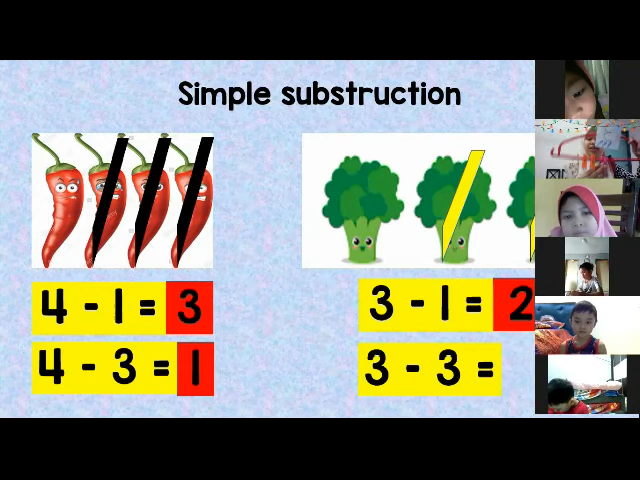 Simple substruction
4 - 1 = 3
3 - 1 = 2
4 - 3 = 1
3 - 3 =